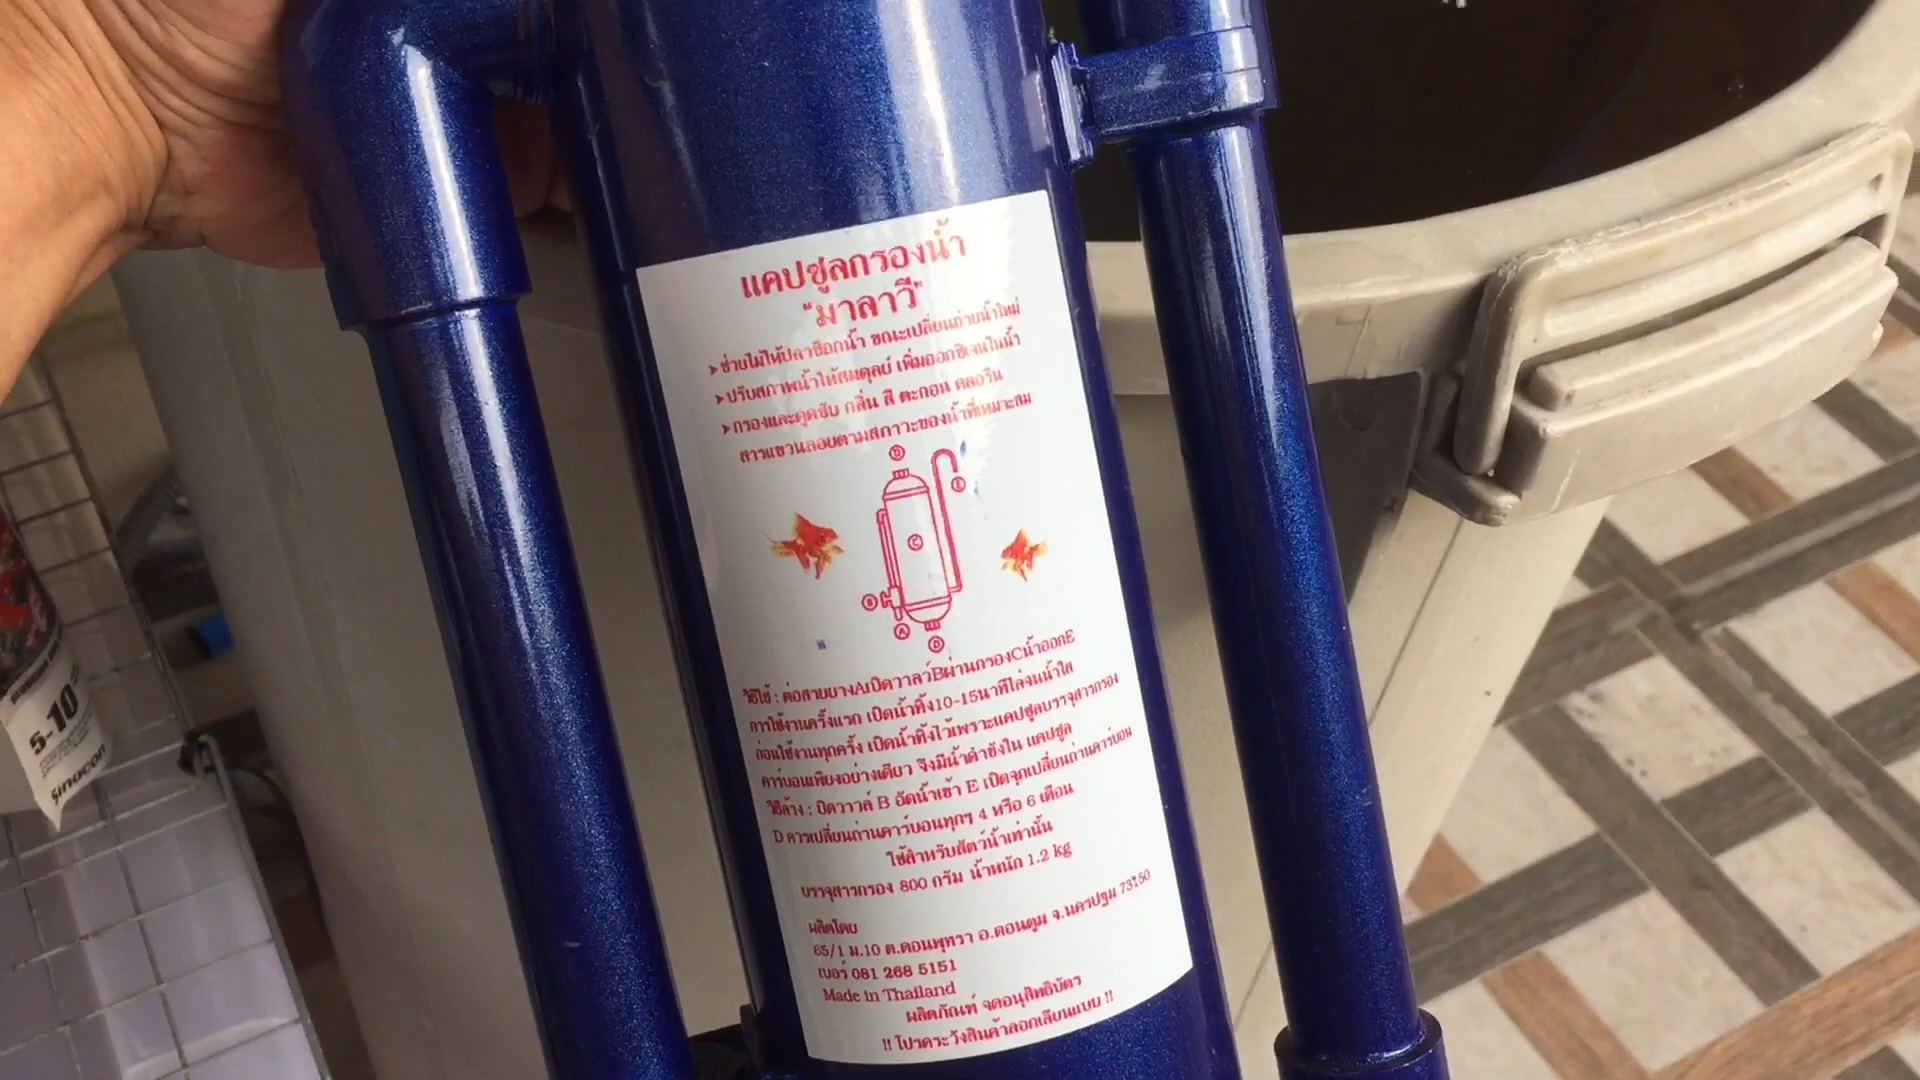 แคปซูลกรองน้ำ
"มาลาวี"
➤ช่วยไม่ให้ปลาช็อกน้ำ ขณะเปลี่ยนถ่ายน้ำใหม่
➤ปรับสภาพน้ำให้สมดุลย์ เพิ่มออกซิเจนในน้ำ
➤กรองและดูดซับ กลิ่น สี ตะกอน คลอรีน
สารแขวนลอยตามสภาวะของน้ำที่เหมาะสม
D
E
C
B
A
D
วิธีใช้ : ต่อสายยางAเปิดวาลว์Bผ่านกรองCน้ำออกE
การใช้งานครั้งแรก เปิดน้ำทิ้ง10-15นาทีไล่จนน้ำใส
ก่อนใช้งานทุกครั้ง เปิดน้ำทิ้งไว้เพราะแคปซูลบรรจุสารกรอง
คาร์บอนเพียงอย่างเดียว จึงมีน้ำดำขังใน แคปซูล
วิธีล้าง : ปิดวาวล์ B อัดน้ำเข้า E เปิดจุกเปลี่ยนถ่านคาร์บอน
D ควรเปลี่ยนถ่านคาร์บอนทุกๆ 4 หรือ 6 เดือน
ใช้สำหรับสัตว์น้ำเท่านั้น
บรรจุสารกรอง 800 กรัม น้ำหนัก 1.2 kg
ผลิตโดย
65/1 ม.10 ต.ดอนพุทรา อ.ดอนตูม จ.นครปฐม 73150
เบอร์ 081 268 5151
Made in Thailand
ผลิตภัณฑ์ จดอนุสิทธิบัตร
!! โปรดระวังสินค้าลอกเลียนแบบ !!
5-10
Sinocon